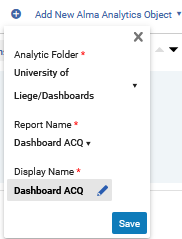 Add New Alma Analytics Object
Analytic Folder *
University of
Liege/Dashboards
Report Name *
Dashboard ACQ
Display Name *
Dashboard ACQ
Save